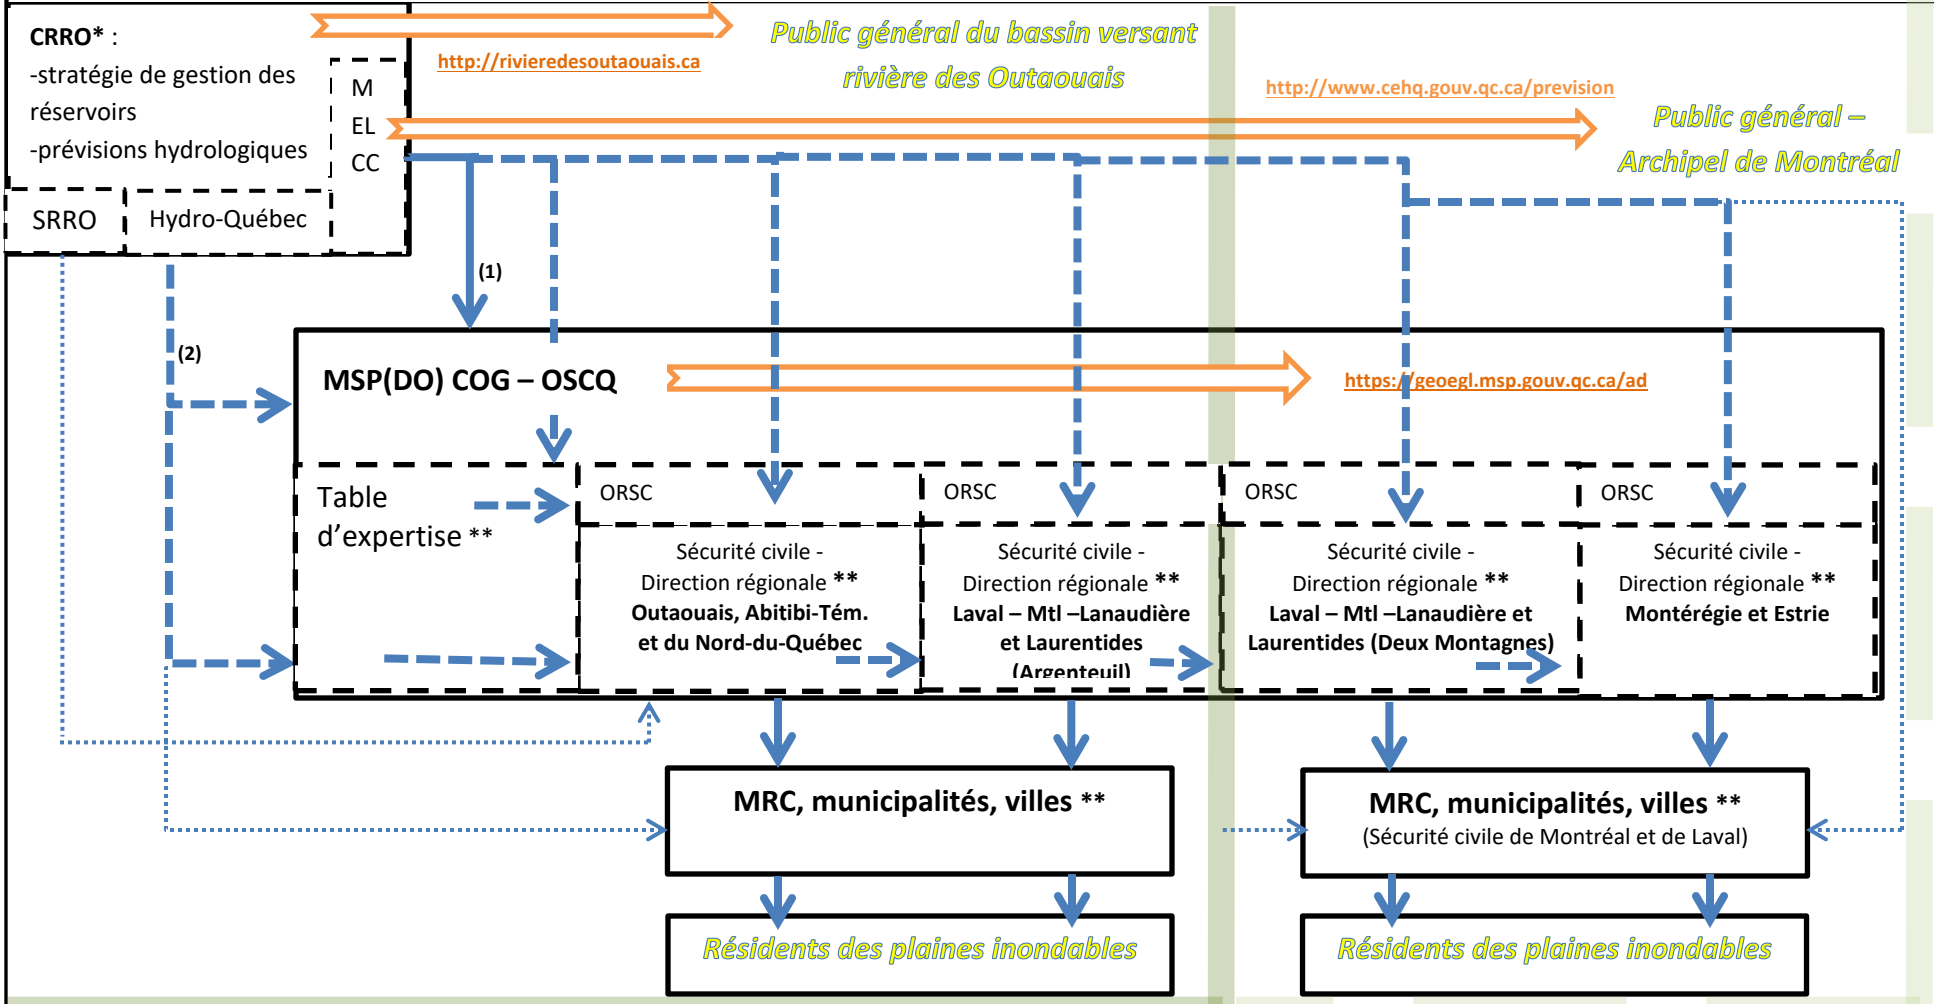 CRRO* :
-stratégie de gestion des
réservoirs
-prévisions hydrologiques
M
EL
CC
SRRO
Hydro-Québec
http://rivieredesoutaouais.ca
Public général du bassin versant
rivière des Outaouais
http://www.cehq.gouv.qc.ca/prevision
Public général –
Archipel de Montréal
(1)
(2)
MSP(DO) COG – OSCQ
https://geoegl.msp.gouv.qc.ca/ad
Table
d’expertise **
ORSC
Sécurité civile -
Direction régionale **
Outaouais, Abitibi-Tém.
et du Nord-du-Québec
ORSC
Sécurité civile -
Direction régionale **
Laval – Mtl –Lanaudière
et Laurentides
(Argenteuil)
ORSC
Sécurité civile -
Direction régionale **
Laval – Mtl –Lanaudière et
Laurentides (Deux Montagnes)
ORSC
Sécurité civile -
Direction régionale **
Montérégie et Estrie
MRC, municipalités, villes **
MRC, municipalités, villes **
(Sécurité civile de Montréal et de Laval)
Résidents des plaines inondables
Résidents des plaines inondables